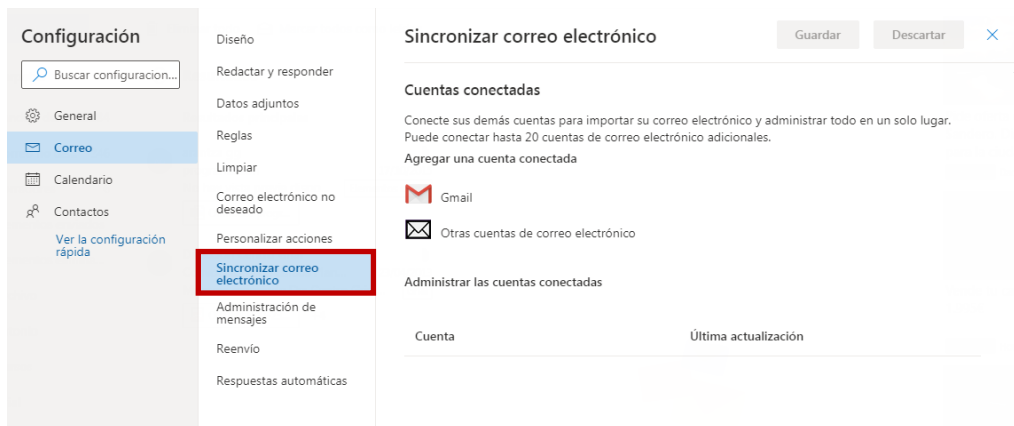 Configuración
Buscar configuracion...
General
Correo
Calendario
Contactos
Ver la configuración
rápida
Diseño
Redactar y responder
Datos adjuntos
Reglas
Limpiar
Correo electrónico no
deseado
Personalizar acciones
Sincronizar correo
electrónico
Administración de
mensajes
Reenvío
Respuestas automáticas
Sincronizar correo electrónico
Guardar
Descartar
Cuentas conectadas
Conecte sus demás cuentas para importar su correo electrónico y administrar todo en un solo lugar.
Puede conectar hasta 20 cuentas de correo electrónico adicionales.
Agregar una cuenta conectada
Gmail
Otras cuentas de correo electrónico
Administrar las cuentas conectadas
Cuenta
Última actualización